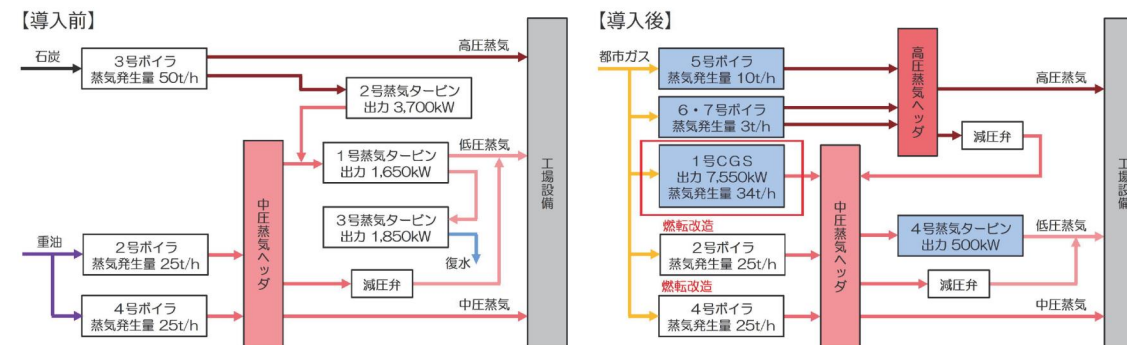 【導入前】
石炭
3号ボイラ
蒸気発生量 50t/h
高圧蒸気
2号蒸気タービン
出力 3,700kW
1号蒸気タービン
出力 1,650kW
低圧蒸気
3号蒸気タービン
出力 1,850kW
復水
中圧蒸気ヘッダ
重油
2号ボイラ
蒸気発生量 25t/h
減圧弁
4号ボイラ
蒸気発生量 25t/h
中圧蒸気
工場設備
【導入後】
都市ガス
5号ボイラ
蒸気発生量 10t/h
6・7号ボイラ
蒸気発生量 3t/h
高圧蒸気ヘッダ
高圧蒸気
減圧弁
1号CGS
出力 7,550kW
蒸気発生量 34t/h
中圧蒸気ヘッダ
燃転改造
2号ボイラ
蒸気発生量 25t/h
4号蒸気タービン
出力 500kW
低圧蒸気
減圧弁
燃転改造
4号ボイラ
蒸気発生量 25t/h
中圧蒸気
工場設備